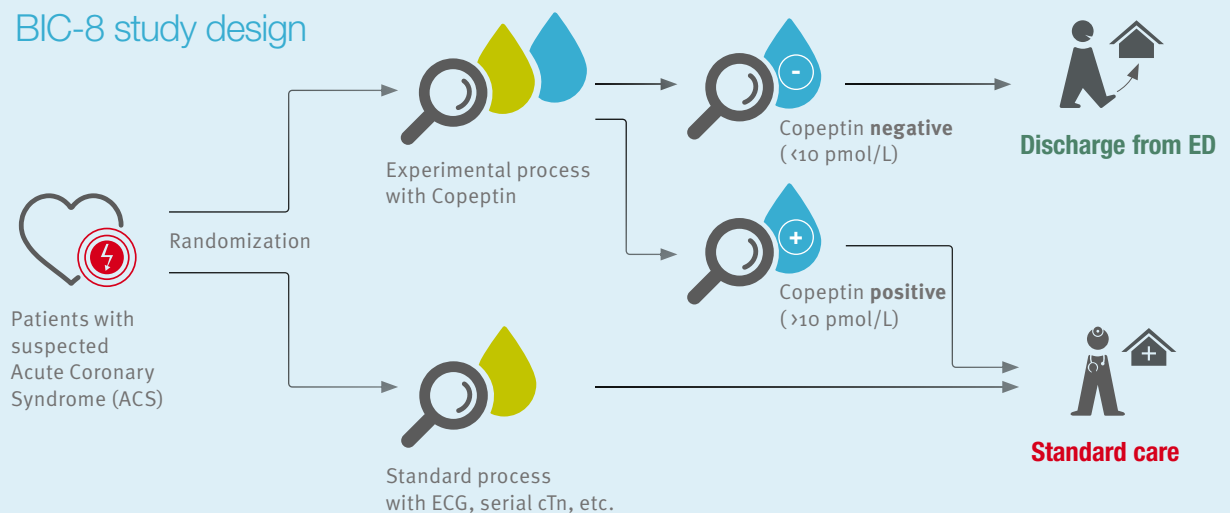 BIC-8 study design
Experimental process
with Copeptin
Copeptin negative
(<10 pmol/L)
Discharge from ED
Randomization
Patients with
suspected
Acute Coronary
Syndrome (ACS)
Copeptin positive
(>10 pmol/L)
Standard process
with ECG, serial cTn, etc.
Standard care